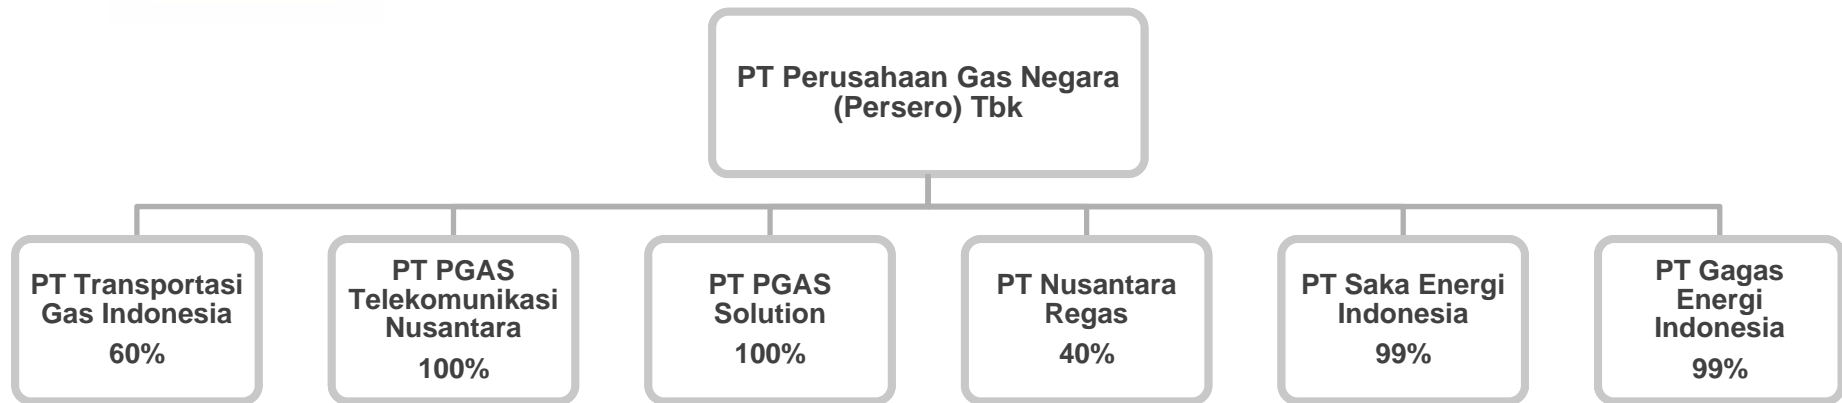 PT Perusahaan Gas Negara
(Persero) Tbk
PT Transportasi
Gas Indonesia
60%
PT PGAS
Telekomunikasi
Nusantara
100%
PT PGAS
Solution
100%
PT Nusantara
Regas
40%
PT Saka Energi
Indonesia
99%
PT Gagas
Energi
Indonesia
99%